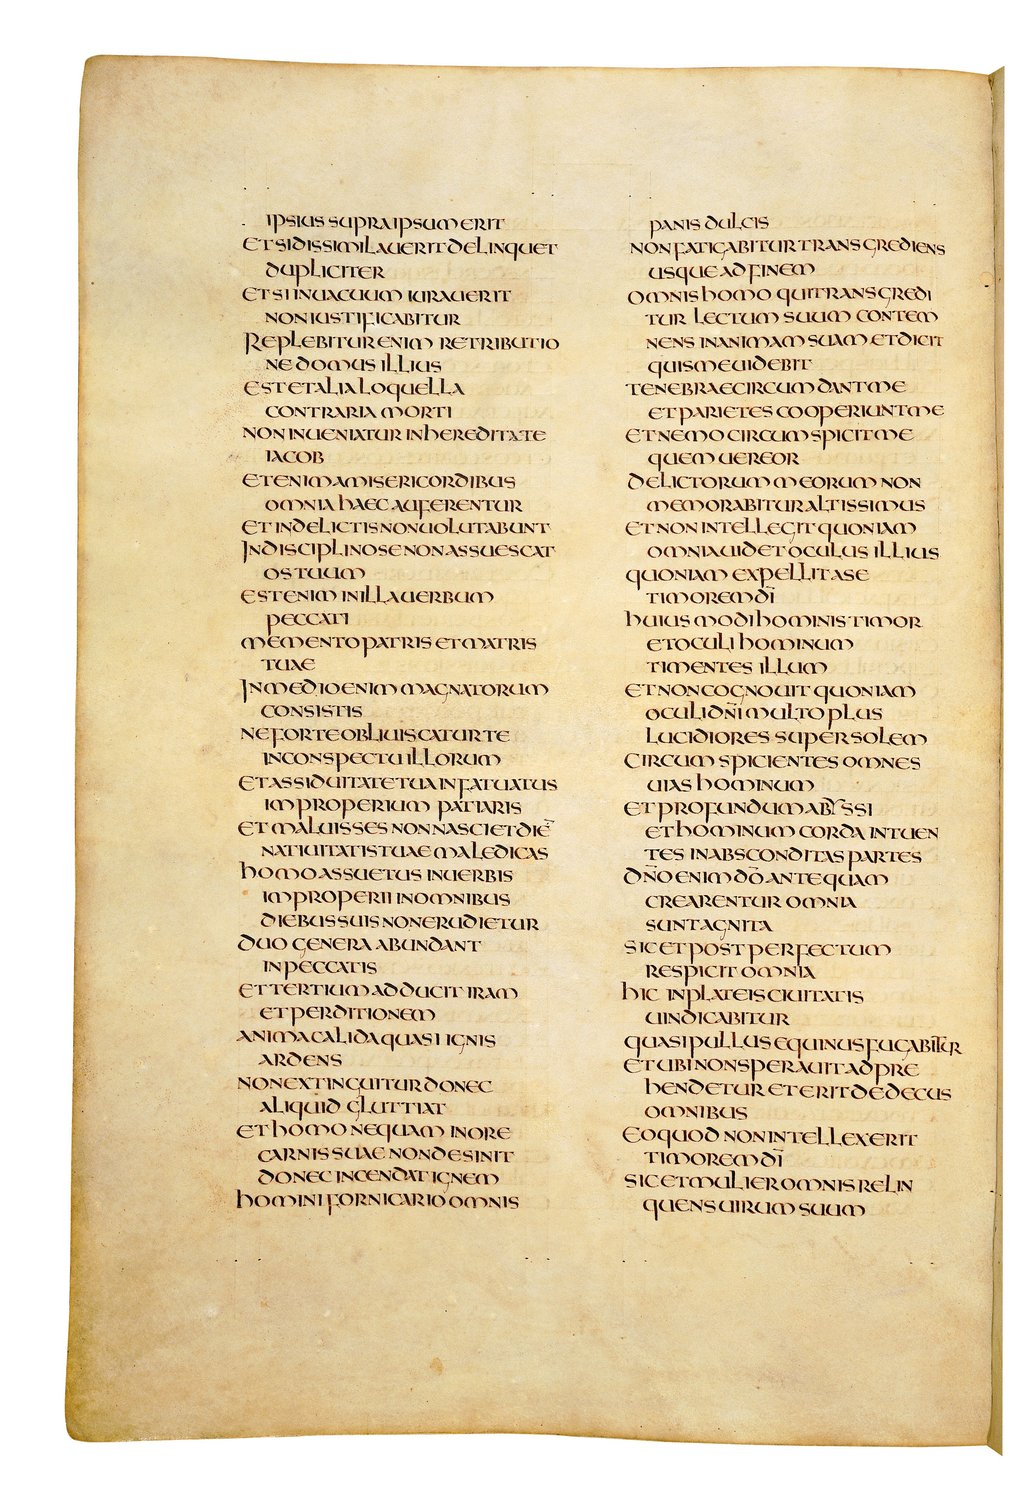 IPSIUS SUPRA IPSUM ERIT
ET SI DISSIMILAUERIT DELINQUET
DUPLICITER
ET SI IN UACUUM IURAUERIT
NON IUSTIFICABITUR
REPLEBITUR ENIM RETRIBUTIO
NE DOMUS ILLIUS
EST ET ALIA LOQUELLA
CONTRARIA MORTI
NON INUENIATUR IN HEREDITATE
IACOB
ETENIM A MISERICORDIBUS
OMNIA HAEC AUFERENTUR
ET IN DELICTIS NON UOLUTABUNT
INDISCIPLINOSE NON ASSUESCAT
OS TUUM
EST ENIM IN ILLA UERBUM
PECCATI
MEMENTO PATRIS ET MATRIS
TUAE
IN MEDIO ENIM MAGNATORUM
CONSISTIS
NE FORTE OBLIUISCATUR TE
IN CONSPECTU ILLORUM
ET ASSIDUITATE TUA INFATUATUS
IMPROPERIUM PATIARIS
ET MALUISSES NON NASCI ET DIĒ
NATIUITATIS TUAE MALEDICAS
HOMO ASSUETUS IN UERBIS
IMPROPERII IN OMNIBUS
DIEBUS SUIS NON ERUDIETUR
DUO GENERA ABUNDANT
IN PECCATIS
ET TERTIUM ADDUCIT IRAM
ET PERDITIONEM
ANIMA CALIDA QUASI IGNIS
ARDENS
NON EXTINGUITUR DONEC
ALIQUID GLUTTIAT
ET HOMO NEQUAM IN ORE
CARNIS SUAE NON DESINIT
DONEC INCENDAT IGNEM
HOMINI FORNICARIO OMNIS
PANIS DULCIS
NON FATIGABITUR TRANSGREDIENS
USQUE AD FINEM
OMNIS HOMO QUI TRANSGREDI
TUR LECTUM SUUM CONTEM
NENS IN ANIMAM SUAM ET DICIT
QUIS ME UIDEBIT
TENEBRAE CIRCUMDANT ME
ET PARIETES COOPERIUNT ME
ET NEMO CIRCUMSPICIT ME
QUEM UEREOR
DELICTORUM MEORUM NON
MEMORABITUR ALTISSIMUS
ET NON INTELLEGIT QUONIAM
OMNIA UIDET OCULUS ILLIUS
QUONIAM EXPELLIT A SE
TIMOREM DĪ
HUIUS MODI HOMINIS TIMOR
ET OCULI HOMINUM
TIMENTES ILLUM
ET NON COGNOUIT QUONIAM
OCULI DÑI MULTO PLUS
LUCIDIORES SUPER SOLEM
CIRCUMSPICIENTES OMNES
UIAS HOMINUM
ET PROFUNDUM ABYSSI
ET HOMINUM CORDA INTUEN
TES IN ABSCONDITAS PARTES
DÑO ENIM DŌ ANTEQUAM
CREARENTUR OMNIA
SUNT AGNITA
SIC ET POST PERFECTUM
RESPICIT OMNIA
HIC IN PLATEIS CIUITATIS
UINDICABITUR
QUASI PULLUS EQUINUS FUGABITUR
ET UBI NON SPERAUIT ADPRE
HENDETUR ET ERIT DEDECUS
OMNIBUS
EO QUOD NON INTELLEXERIT
TIMOREM DĪ
SIC ET MULIER OMNIS RELIN
QUENS UIRUM SUUM